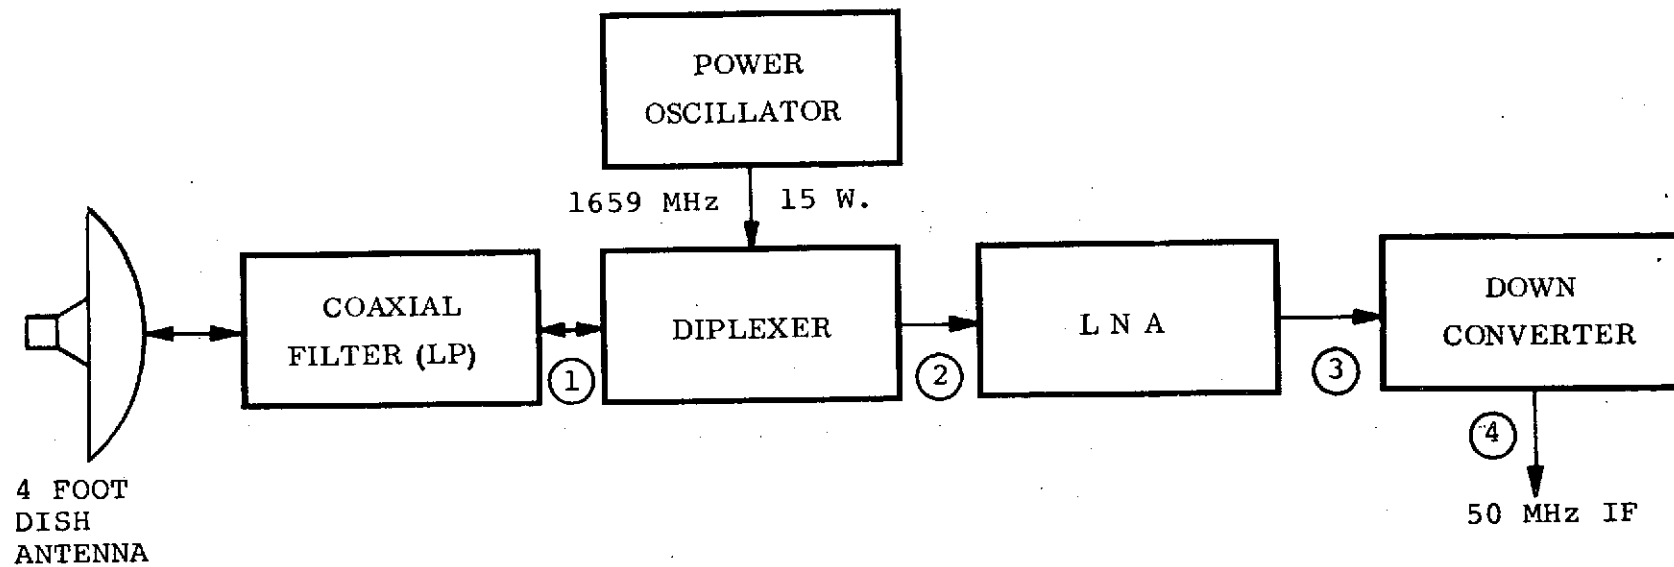 POWER
OSCILLATOR
1659 MHz 15 W.
COAXIAL
FILTER (LP)
DIPLEXER
L N A
DOWN
CONVERTER
1
2
3
4
4 FOOT
DISH
ANTENNA
50 MHz IF